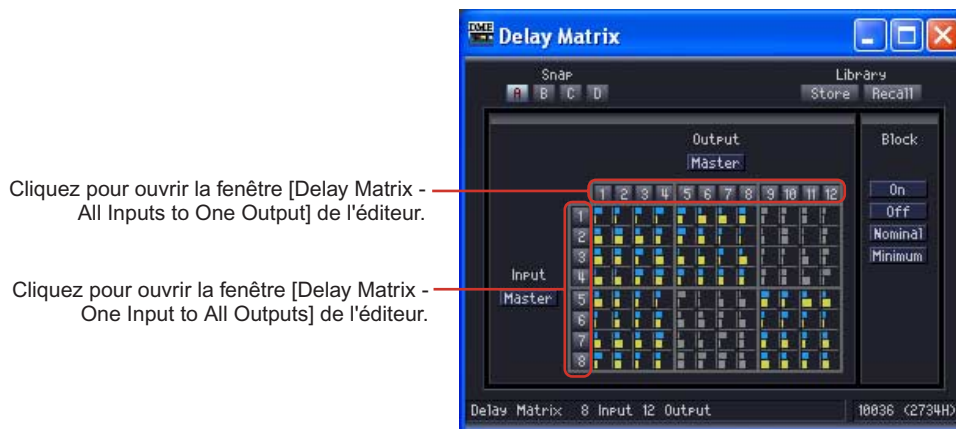 DME
Delay Matrix
Snap
Library
A B C D
Store Recall
Output
Block
Master
Cliquez pour ouvrir la fenêtre [Delay Matrix -
All Inputs to One Output] de l'éditeur.
1 2 3 4 5 6 7 8 9 10 11 12
On
1
Off
2
Nominal
3
Minimum
Input
4
Cliquez pour ouvrir la fenêtre [Delay Matrix -
One Input to All Outputs] de l'éditeur.
Master
5
6
7
8
Delay Matrix 8 Input 12 Output
10036 (2734H)